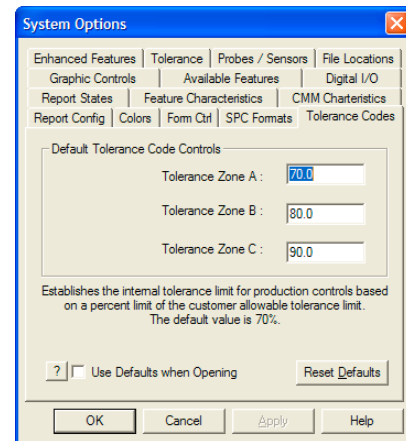 System Options
Enhanced Features Tolerance Probes / Sensors File Locations
Graphic Controls Available Features Digital I/O
Report States Feature Characteristics CMM Charteristics
Report Config Colors Form Ctrl SPC Formats Tolerance Codes
Default Tolerance Code Controls
Tolerance Zone A : 70.0
Tolerance Zone B : 80.0
Tolerance Zone C : 90.0
Establishes the internal tolerance limit for production controls based
on a percent limit of the customer allowable tolerance limit.
The default value is 70%.
? Use Defaults when Opening Reset Defaults
OK Cancel Apply Help